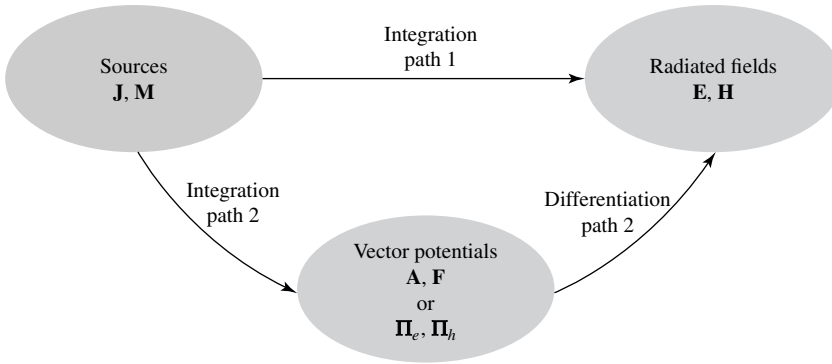 Sources
J, M
Integration
path 1
Radiated fields
E, H
Integration
path 2
Vector potentials
A, F
or
Πₑ, Πₕ
Differentiation
path 2